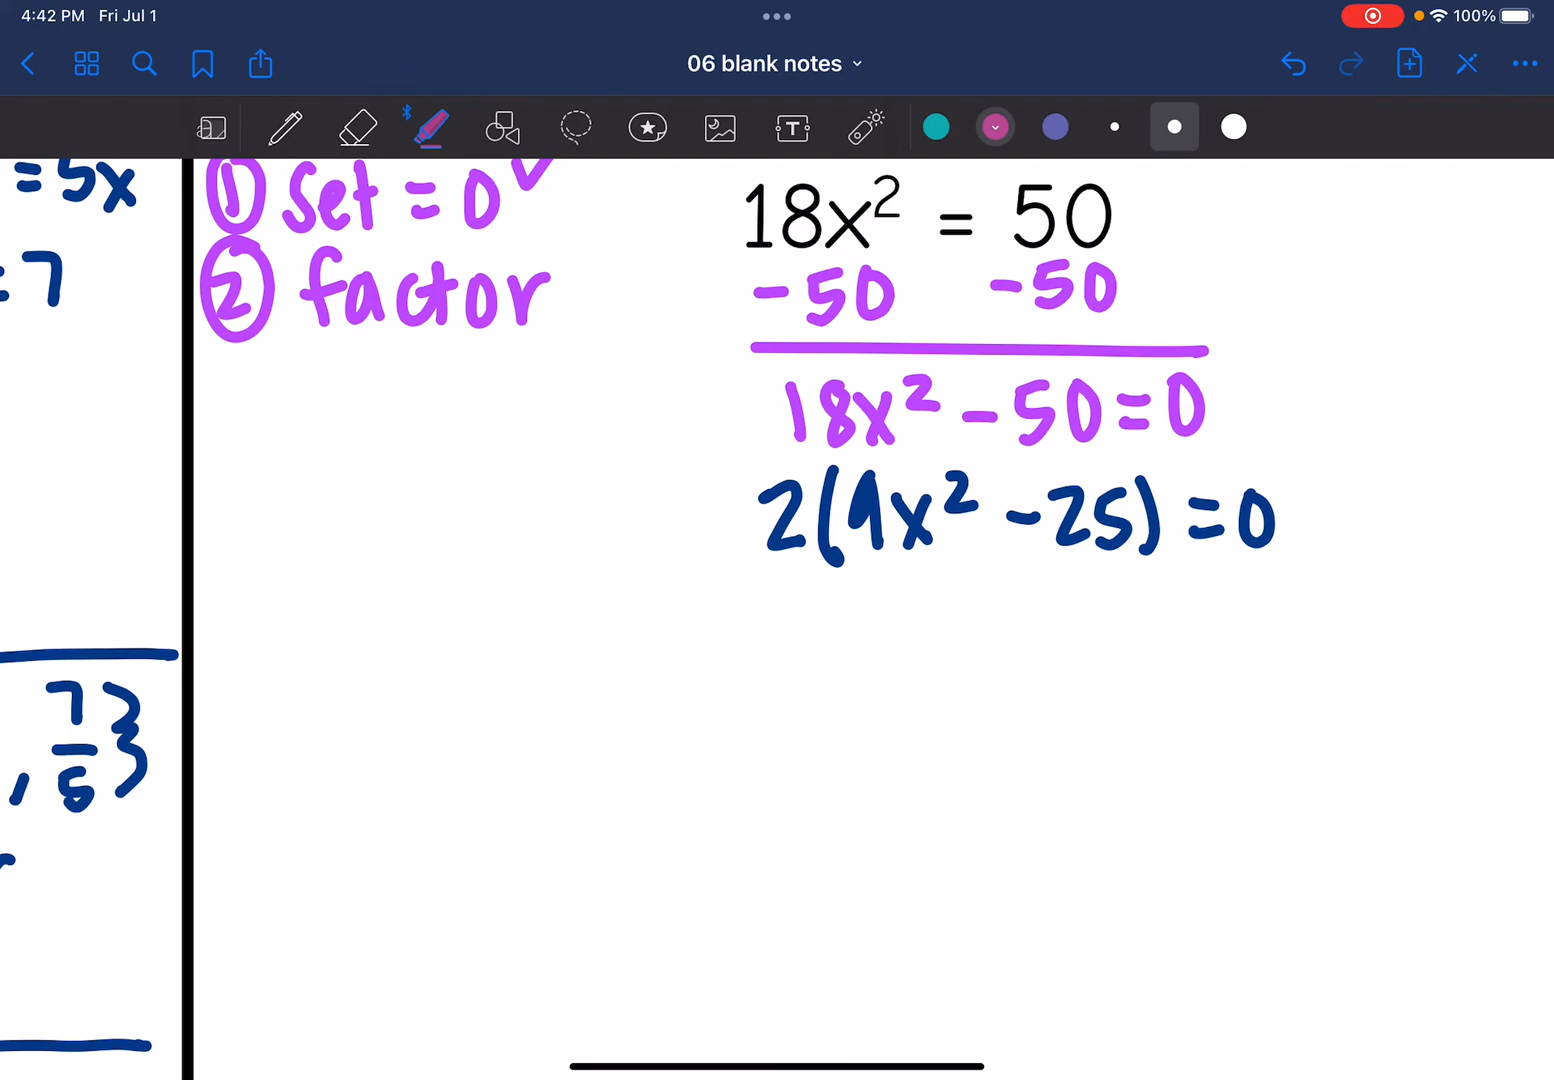 4:42 PM Fri Jul 1
100%
06 blank notes
T
= 5x
= 7
7
, — }
5
① Set = 0 ✓
② factor
18x² = 50
-50 -50
18x² - 50 = 0
2(9x² - 25) = 0